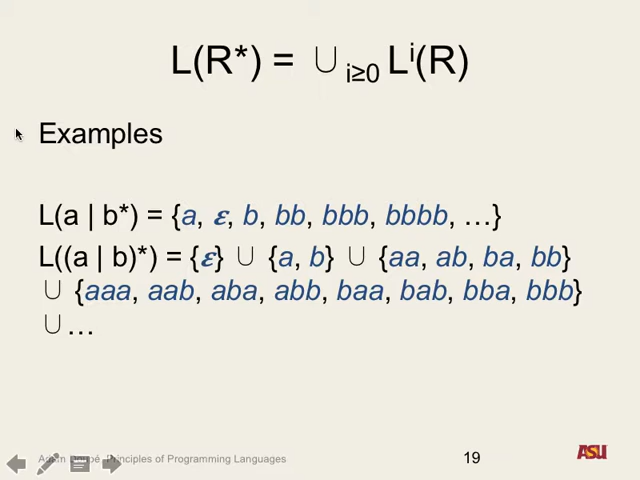 L(R*) = ∪ i≥0 Lⁱ(R)
Examples
L(a | b*) = {a, ε, b, bb, bbb, bbbb, …}
L((a | b)*) = {ε} ∪ {a, b} ∪ {aa, ab, ba, bb}
∪ {aaa, aab, aba, abb, baa, bab, bba, bbb}
∪…
Principles of Programming Languages
19
ASU